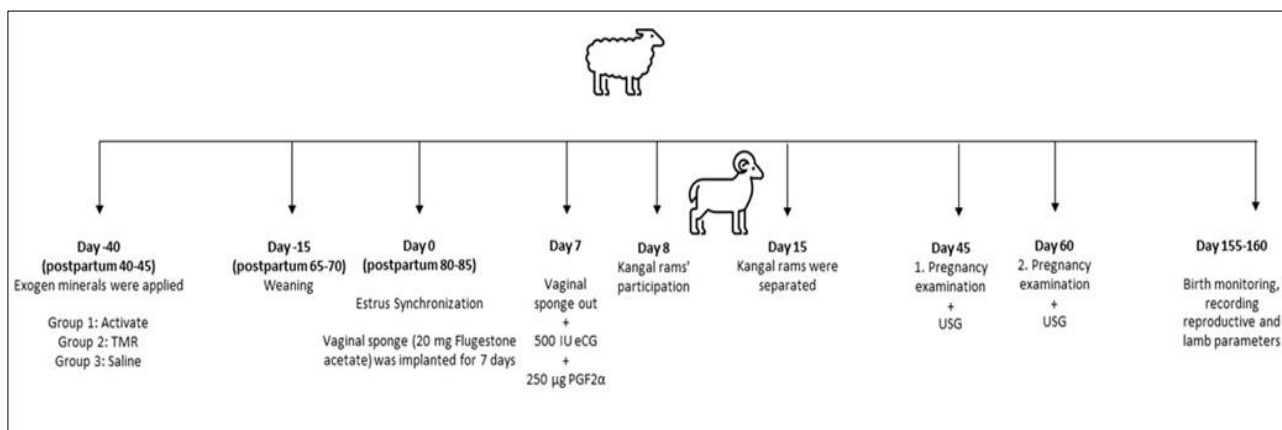 Day -40
(postpartum 40-45)
Exogen minerals were applied
Group 1: Activate
Group 2: TMR
Group 3: Saline
Day -15
(postpartum 65-70)
Weaning
Day 0
(postpartum 80-85)
Estrus Synchronization
Vaginal sponge (20 mg Flugestone
acetate) was implanted for 7 days
Day 7
Vaginal
sponge out
+
500 IU eCG
+
250 μg PGF2α
Day 8
Kangal rams'
participation
Day 15
Kangal rams were
separated
Day 45
1. Pregnancy
examination
+
USG
Day 60
2. Pregnancy
examination
+
USG
Day 155-160
Birth monitoring,
recording
reproductive and
lamb parameters